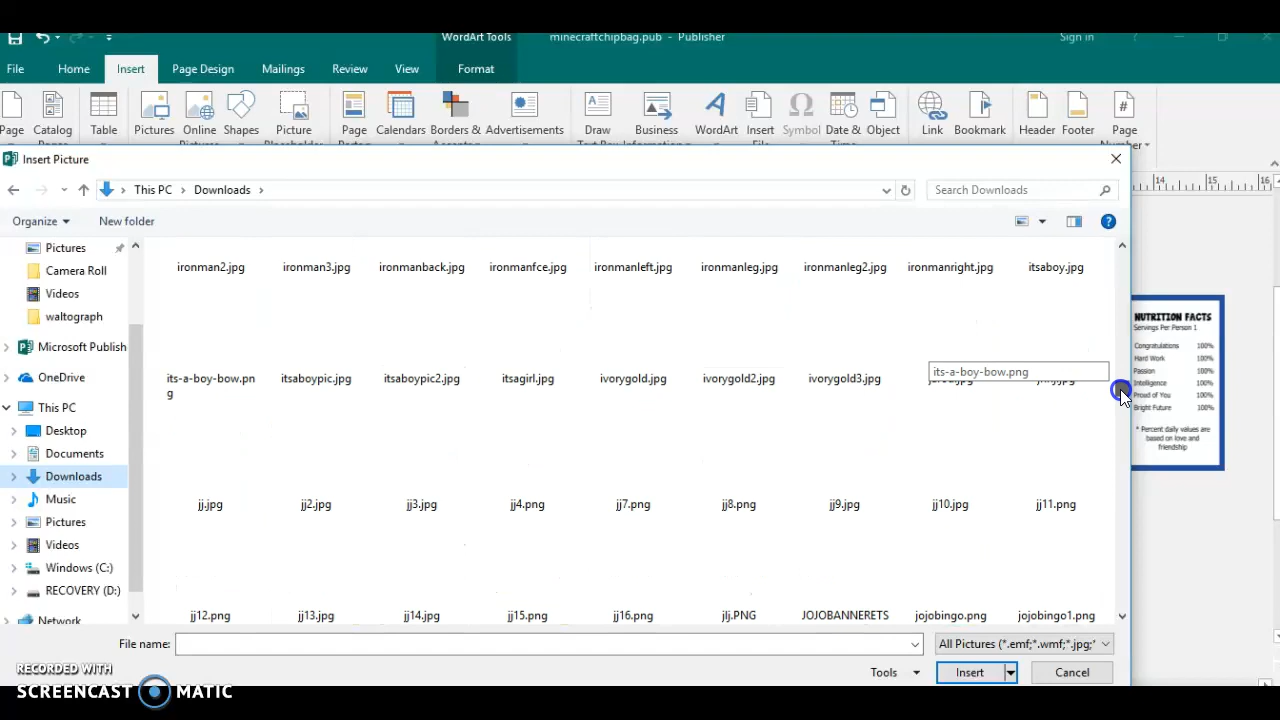 WordArt Tools
minecraftchipbag.pub - Publisher
Sign in
File Home Insert Page Design Mailings Review View Format
Page Catalog Table Pictures Online Shapes Picture Page Calendars Borders & Advertisements Draw Business WordArt Insert Symbol Date & Object Link Bookmark Header Footer Page
File Time Number
Insert Picture
This PC > Downloads >
Search Downloads
Organize New folder
Pictures
Camera Roll
Videos
waltograph
Microsoft Publish
OneDrive
This PC
Desktop
Documents
Downloads
Music
Pictures
Videos
Windows (C:)
RECOVERY (D:)
Network
ironman2.jpg ironman3.jpg ironmanback.jpg ironmanfce.jpg ironmanleft.jpg ironmanleg.jpg ironmanleg2.jpg ironmanright.jpg itsaboy.jpg
its-a-boy-bow.pn
g
itsaboypic.jpg itsaboypic2.jpg itsagirl.jpg ivorygold.jpg ivorygold2.jpg ivorygold3.jpg
its-a-boy-bow.png
jj.jpg jj2.jpg jj3.jpg jj4.png jj7.png jj8.png jj9.jpg jj10.jpg jj11.png
jj12.png jj13.jpg jj14.jpg jj15.png jj16.png jlj.PNG JOJOBANNERETS jojobingo.png jojobingo1.png
File name:
All Pictures (*.emf;*.wmf;*.jpg;*
Tools Insert Cancel
14 15 16
NUTRITION FACTS
Servings Per Person 1
Congratulations 100%
Hard Work 100%
Passion 100%
Intelligence 100%
Proud of You 100%
Bright Future 100%
* Percent daily values are
based on love and
friendship
RECORDED WITH
SCREENCAST MATIC